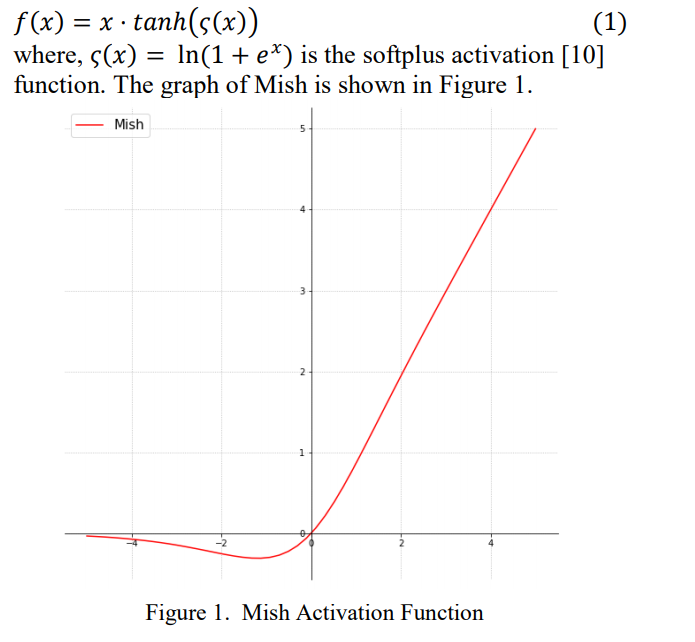 f(x) = x · tanh(ς(x)) (1)
where, ς(x) = ln(1 + eˣ) is the softplus activation [10]
function. The graph of Mish is shown in Figure 1.
Mish
5
4
3
2
1
0
−4 −2 0 2 4
Figure 1. Mish Activation Function